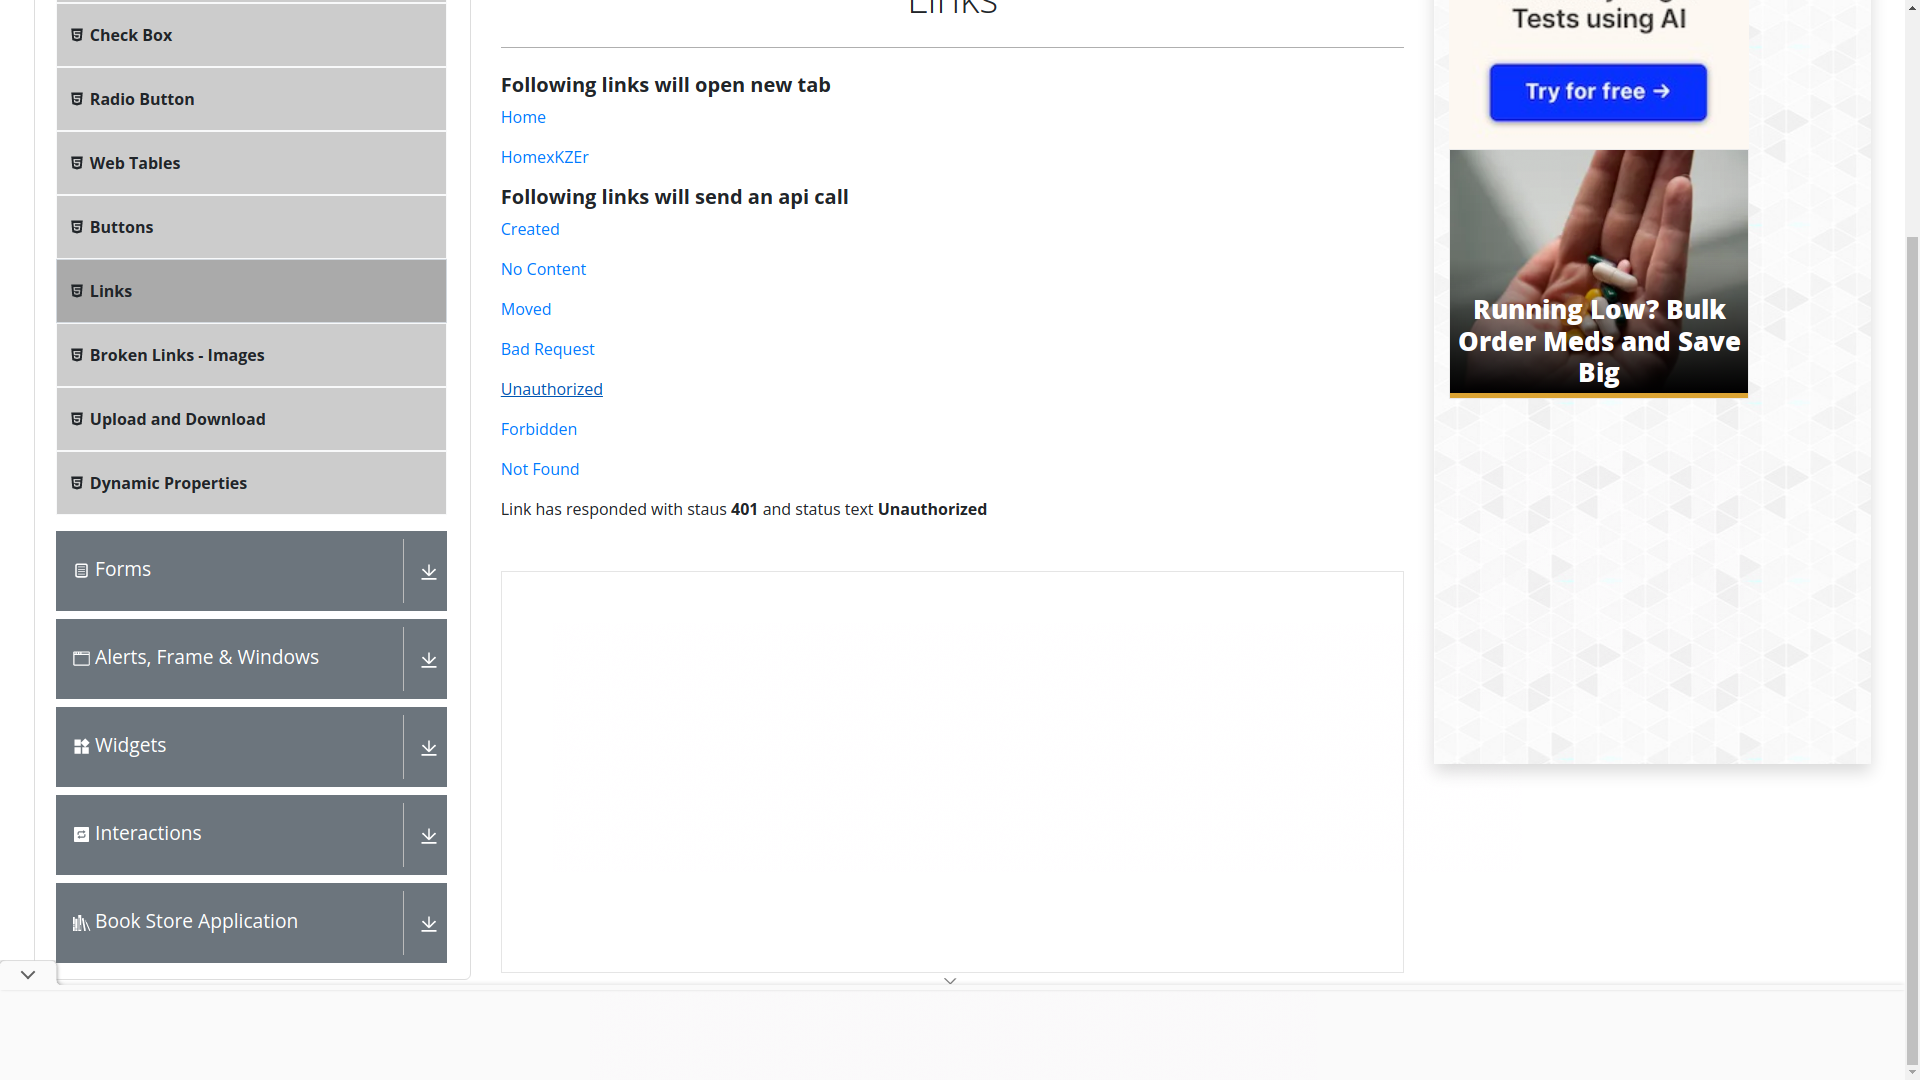 Check Box
Radio Button
Web Tables
Buttons
Links
Broken Links - Images
Upload and Download
Dynamic Properties
Forms
Alerts, Frame & Windows
Widgets
Interactions
Book Store Application
Links
Following links will open new tab
Home
HomexKZEr
Following links will send an api call
Created
No Content
Moved
Bad Request
Unauthorized
Forbidden
Not Found
Link has responded with staus 401 and status text Unauthorized
Tests using AI
Try for free →
Running Low? Bulk
Order Meds and Save
Big